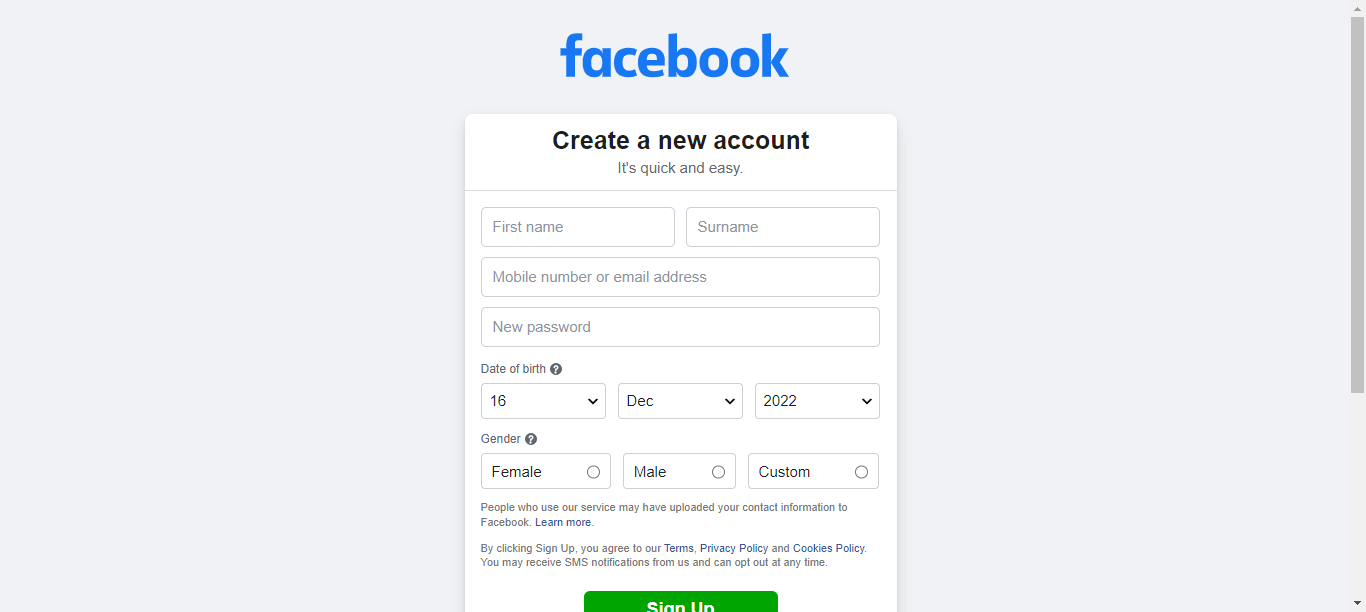 facebook
Create a new account
It's quick and easy.
First name Surname
Mobile number or email address
New password
Date of birth ?
16 Dec 2022
Gender ?
Female Male Custom
People who use our service may have uploaded your contact information to
Facebook. Learn more.
By clicking Sign Up, you agree to our Terms, Privacy Policy and Cookies Policy.
You may receive SMS notifications from us and can opt out at any time.
Sign Up